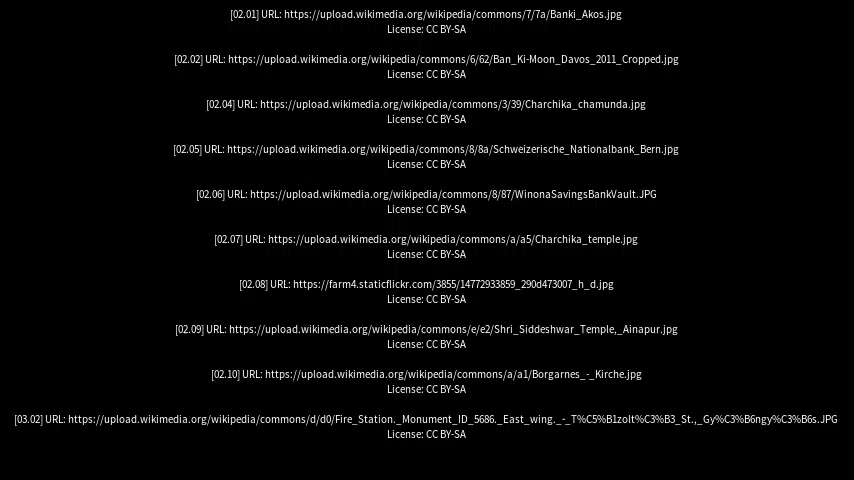 [02.01] URL: https://upload.wikimedia.org/wikipedia/commons/7/7a/Banki_Akos.jpg
License: CC BY-SA
[02.02] URL: https://upload.wikimedia.org/wikipedia/commons/6/62/Ban_Ki-Moon_Davos_2011_Cropped.jpg
License: CC BY-SA
[02.04] URL: https://upload.wikimedia.org/wikipedia/commons/3/39/Charchika_chamunda.jpg
License: CC BY-SA
[02.05] URL: https://upload.wikimedia.org/wikipedia/commons/8/8a/Schweizerische_Nationalbank_Bern.jpg
License: CC BY-SA
[02.06] URL: https://upload.wikimedia.org/wikipedia/commons/8/87/WinonaSavingsBankVault.JPG
License: CC BY-SA
[02.07] URL: https://upload.wikimedia.org/wikipedia/commons/a/a5/Charchika_temple.jpg
License: CC BY-SA
[02.08] URL: https://farm4.staticflickr.com/3855/14772933859_290d473007_h_d.jpg
License: CC BY-SA
[02.09] URL: https://upload.wikimedia.org/wikipedia/commons/e/e2/Shri_Siddeshwar_Temple,_Ainapur.jpg
License: CC BY-SA
[02.10] URL: https://upload.wikimedia.org/wikipedia/commons/a/a1/Borgarnes_-_Kirche.jpg
License: CC BY-SA
[03.02] URL: https://upload.wikimedia.org/wikipedia/commons/d/d0/Fire_Station._Monument_ID_5686._East_wing._-_T%C5%B1zolt%C3%B3_St.,_Gy%C3%B6ngy%C3%B6s.JPG
License: CC BY-SA